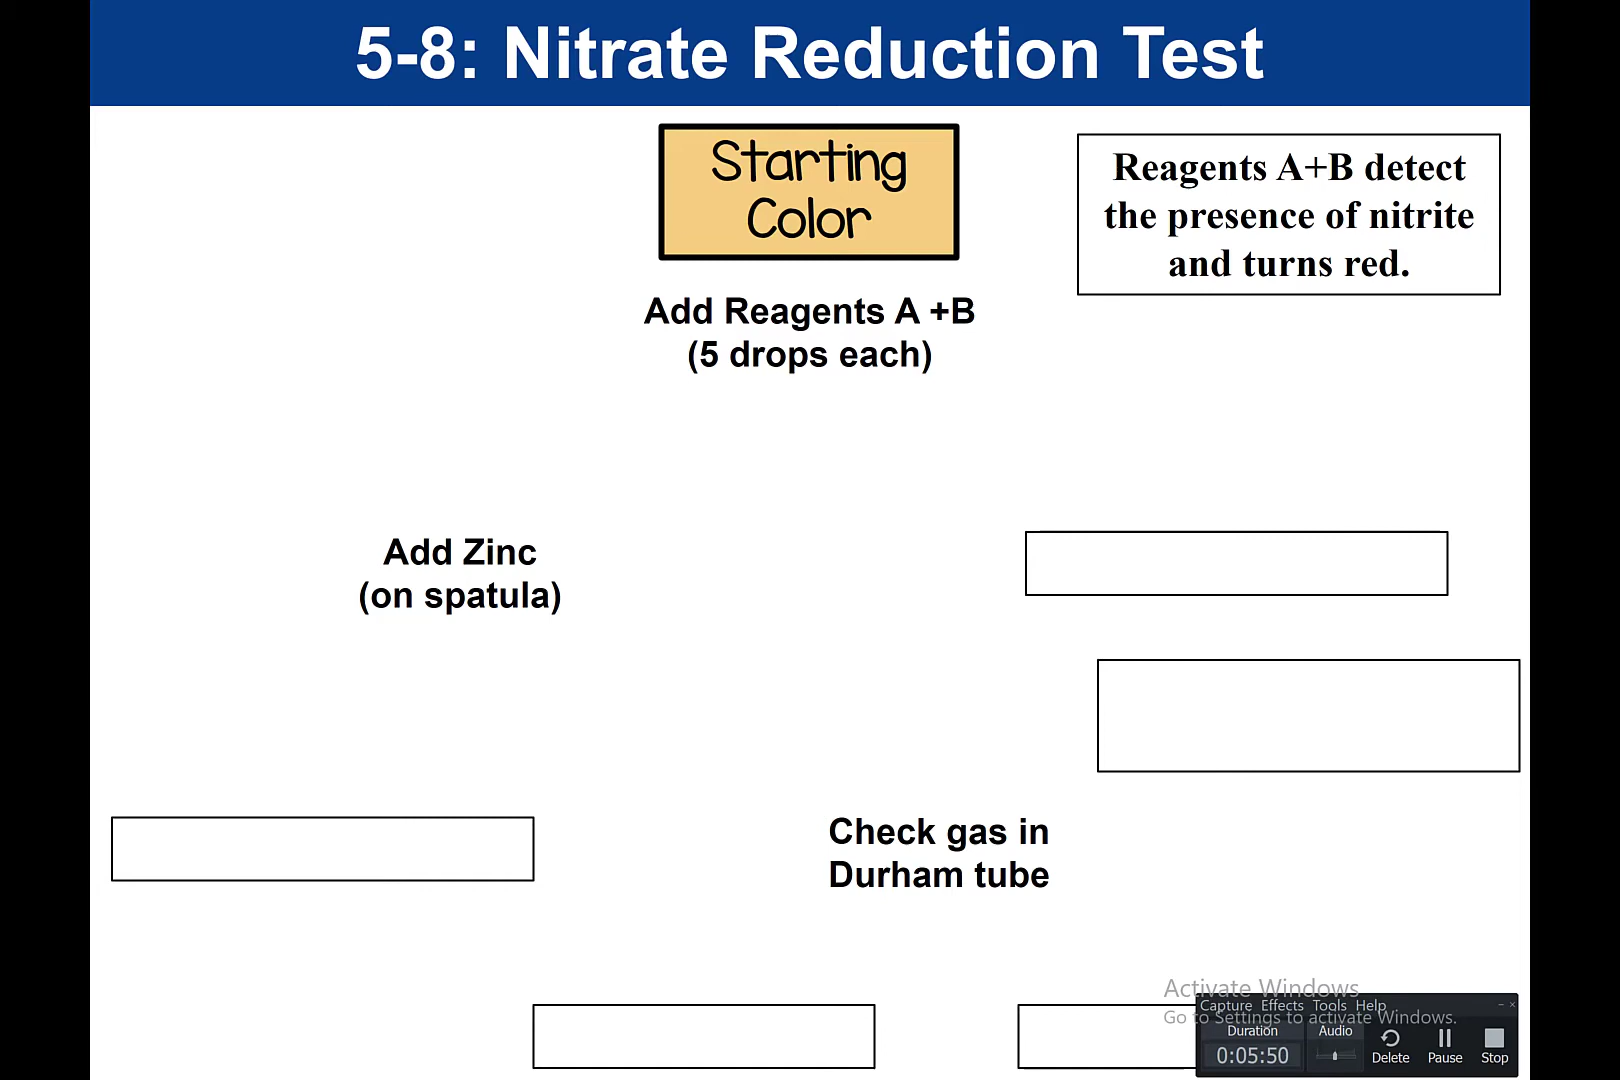 5-8: Nitrate Reduction Test
Starting
Color
Reagents A+B detect
the presence of nitrite
and turns red.
Add Reagents A +B
(5 drops each)
Add Zinc
(on spatula)
Check gas in
Durham tube
Activate Windows
Go to Settings to activate Windows.
Capture Effects Tools Help
Duration Audio
0:05:50 Delete Pause Stop